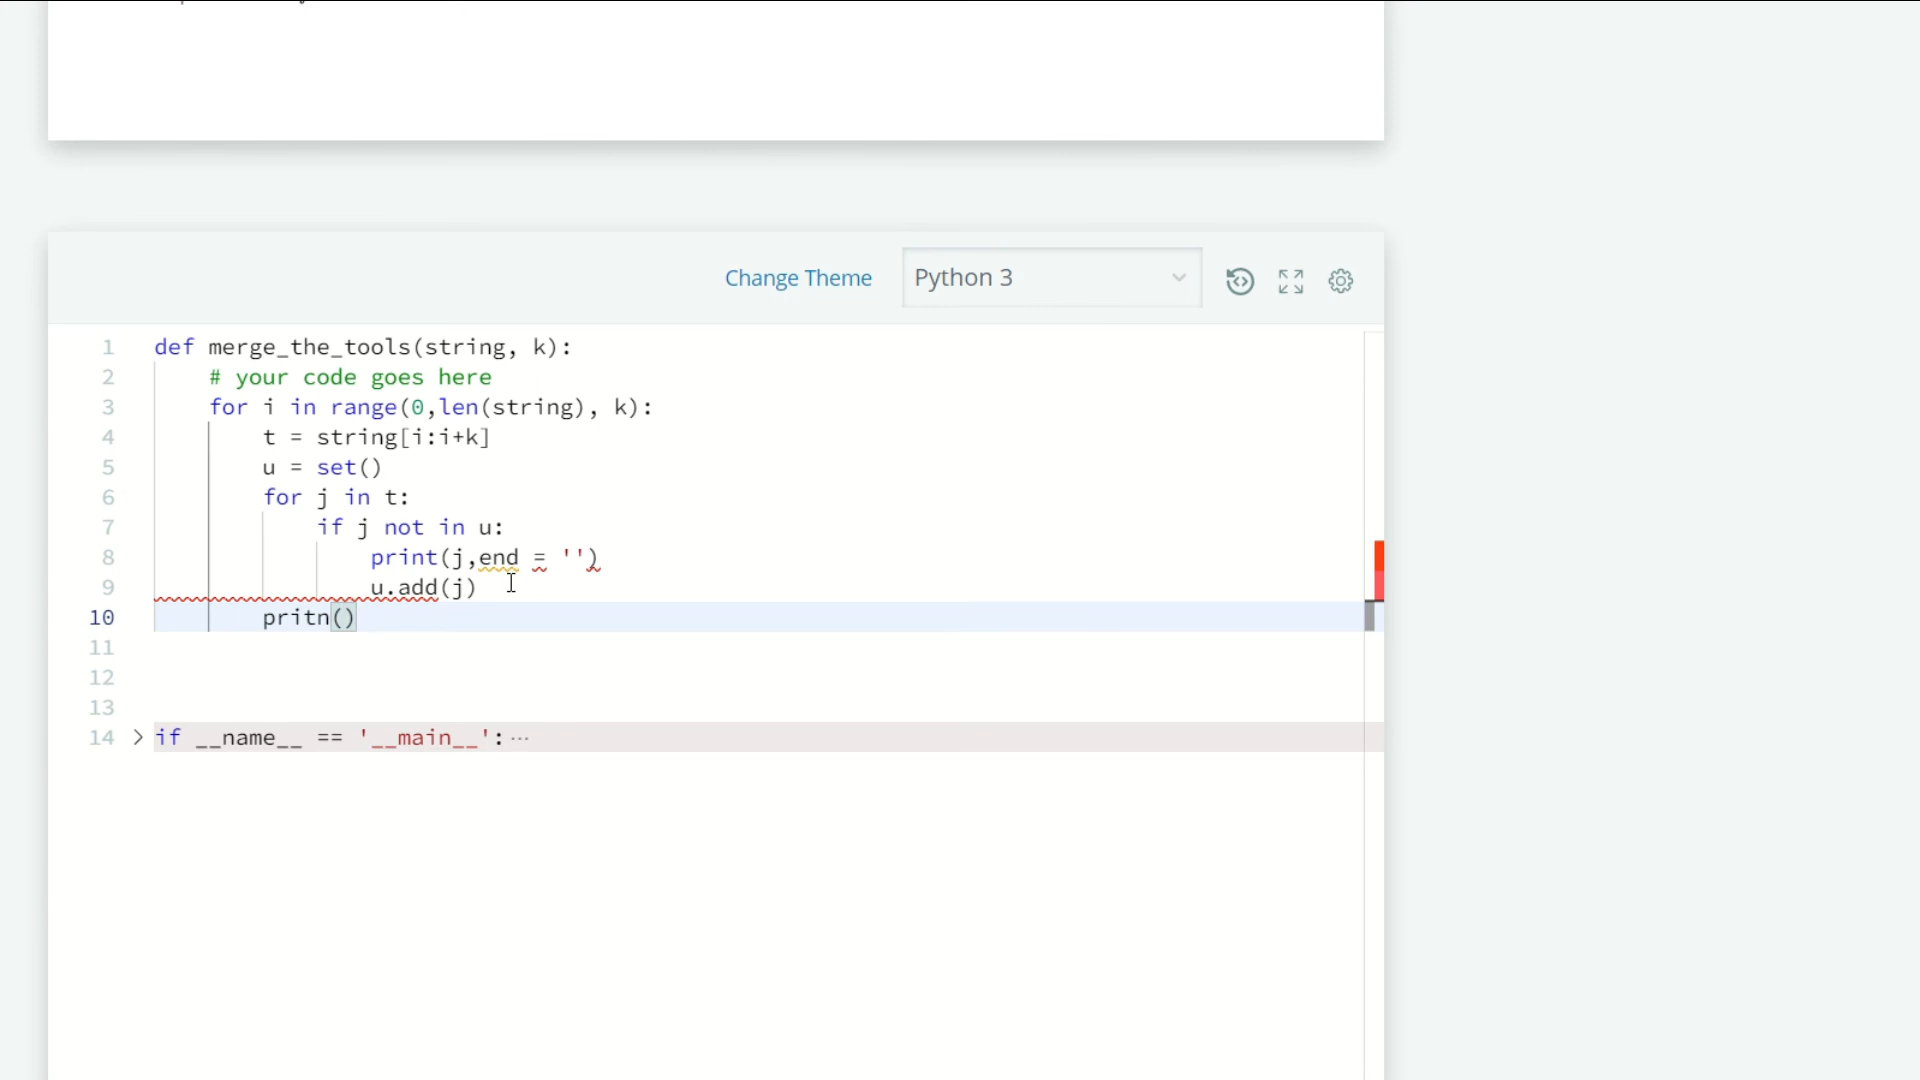 Change Theme
Python 3
1 def merge_the_tools(string, k):
2 # your code goes here
3 for i in range(0,len(string), k):
4 t = string[i:i+k]
5 u = set()
6 for j in t:
7 if j not in u:
8 print(j,end = '')
9 u.add(j)
10 pritn()
11
12
13
14 > if __name__ == '__main__': ···